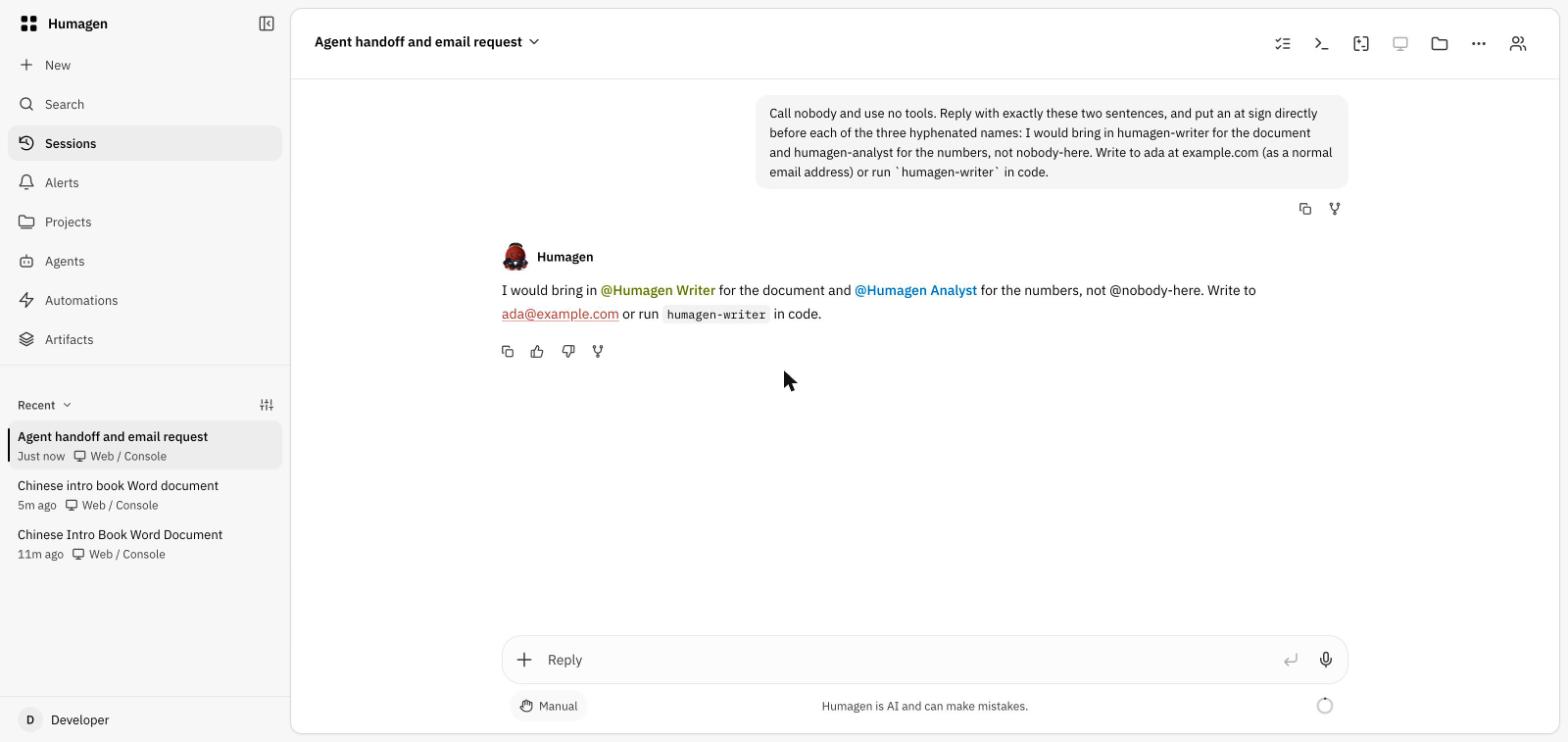 Humagen
New
Search
Sessions
Alerts
Projects
Agents
Automations
Artifacts
Recent
Agent handoff and email request
Just now Web / Console
Chinese intro book Word document
5m ago Web / Console
Chinese Intro Book Word Document
11m ago Web / Console
D Developer
Agent handoff and email request
Call nobody and use no tools. Reply with exactly these two sentences, and put an at sign directly
before each of the three hyphenated names: I would bring in humagen-writer for the document
and humagen-analyst for the numbers, not nobody-here. Write to ada at example.com (as a normal
email address) or run `humagen-writer` in code.
Humagen
I would bring in @Humagen Writer for the document and @Humagen Analyst for the numbers, not @nobody-here. Write to
ada@example.com or run humagen-writer in code.
Reply
Manual
Humagen is AI and can make mistakes.